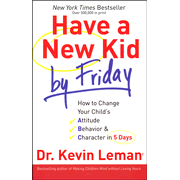 New York Times Bestseller
Over 500,000 in print
Have a
New Kid
by Friday
How to
Change Your
Child's
✓Attitude
✓Behavior &
✓Character in 5 Days
Dr. Kevin Leman
Bestselling author of Making Children Mind without Losing Yours